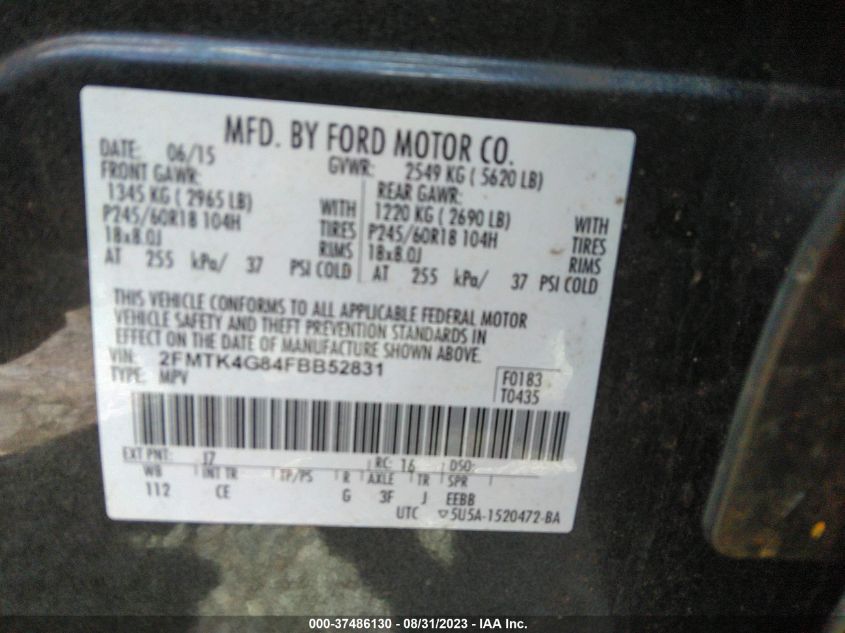 MFD. BY FORD MOTOR CO.
DATE: 06/15 GVWR: 2549 KG ( 5620 LB)
FRONT GAWR: REAR GAWR:
1345 KG ( 2965 LB) WITH 1220 KG ( 2690 LB) WITH
P245/60R18 104H TIRES P245/60R18 104H TIRES
18x8.0J RIMS 18x8.0J RIMS
AT 255 kPa/ 37 PSI COLD AT 255 kPa/ 37 PSI COLD
THIS VEHICLE CONFORMS TO ALL APPLICABLE FEDERAL MOTOR
VEHICLE SAFETY AND THEFT PREVENTION STANDARDS IN
EFFECT ON THE DATE OF MANUFACTURE SHOWN ABOVE.
VIN: 2FMTK4G84FBB52831
TYPE: MPV
F0183
T0435
EXT PNT: J7 RC: 16 DSO:
WB INT TR TP/PS R AXLE TR SPR
112 CE G 3F J EEBB
UTC ▽5U5A-1520472-BA
000-37486130 - 08/31/2023 - IAA Inc.